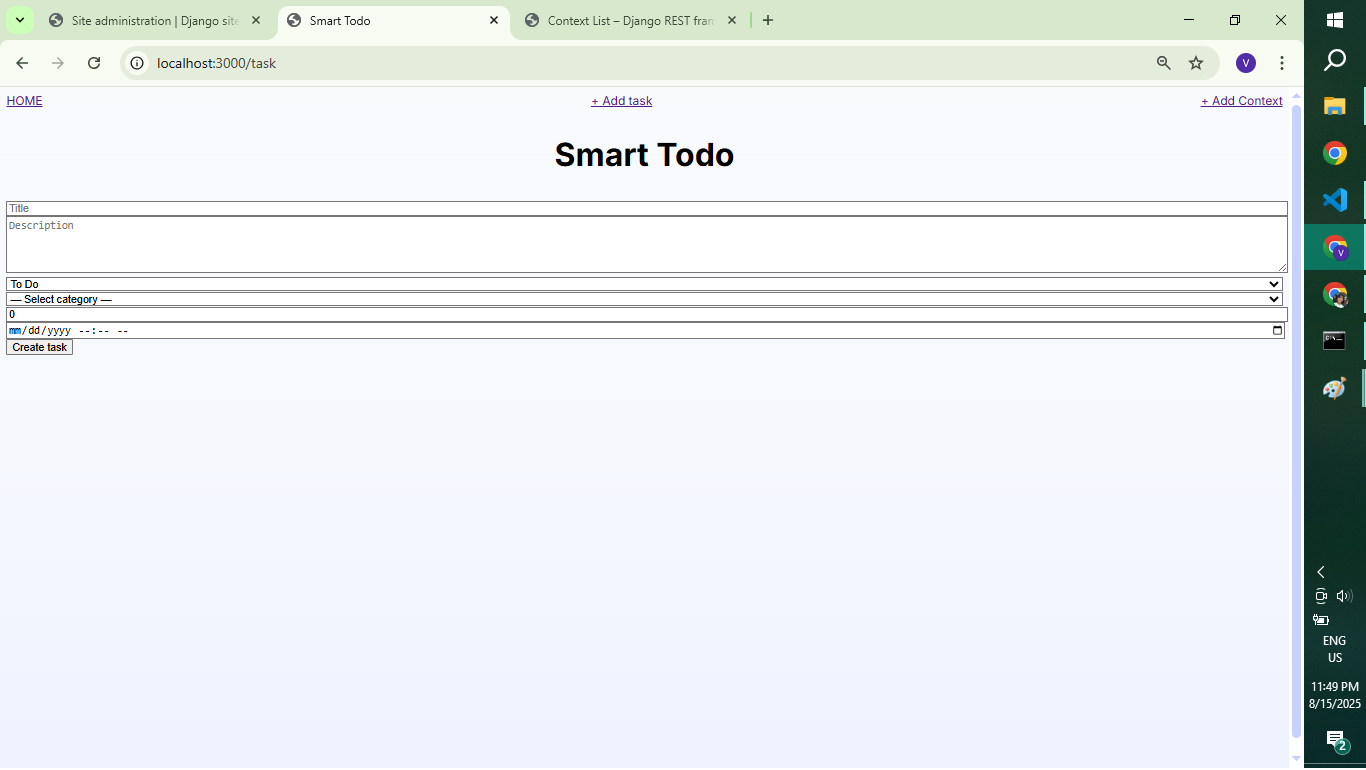 Site administration | Django site
Smart Todo
Context List – Django REST fram
localhost:3000/task
V
HOME
+ Add task
+ Add Context
Smart Todo
Title
Description
To Do
— Select category —
0
mm/dd/yyyy --:-- --
Create task
V
ENG
US
11:49 PM
8/15/2025
2